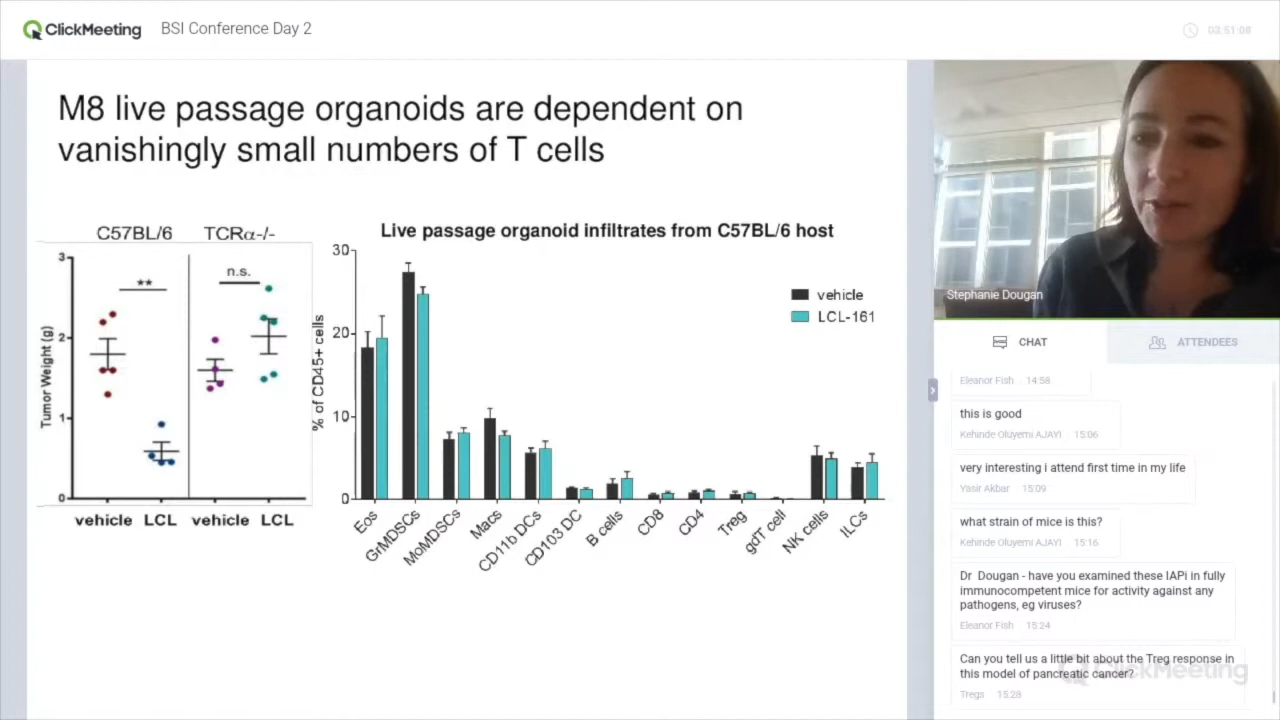 ClickMeeting
BSI Conference Day 2
03:51:08
M8 live passage organoids are dependent on
vanishingly small numbers of T cells
C57BL/6
TCRα-/-
Tumor Weight (g)
3
2
1
0
**
n.s.
vehicle
LCL
vehicle
LCL
Live passage organoid infiltrates from C57BL/6 host
% of CD45+ cells
30
20
10
0
vehicle
LCL-161
Eos
GrMDSCs
MoMDSCs
Macs
CD11b DCs
CD103 DC
B cells
CD8
CD4
Treg
gdT cell
NK cells
ILCs
Stephanie Dougan
CHAT
ATTENDEES
Eleanor Fish 14:58
this is good
Kehinde Oluyemi AJAYI 15:06
very interesting i attend first time in my life
Yasir Akbar 15:09
what strain of mice is this?
Kehinde Oluyemi AJAYI 15:16
Dr Dougan - have you examined these IAPi in fully
immunocompetent mice for activity against any
pathogens, eg viruses?
Eleanor Fish 15:24
Can you tell us a little bit about the Treg response in
this model of pancreatic cancer?
Tregs 15:28
ClickMeeting